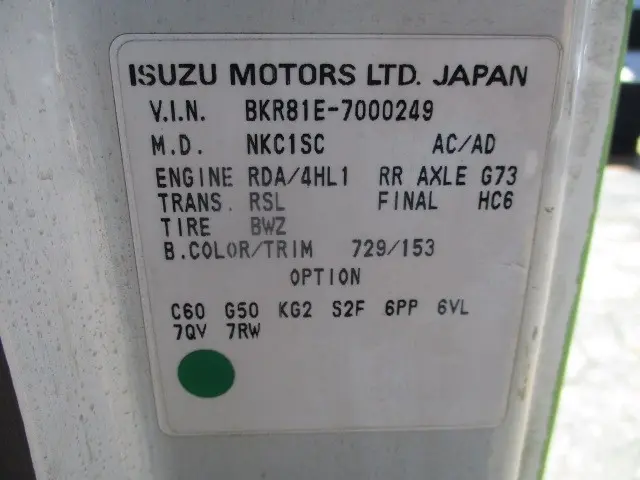 ISUZU MOTORS LTD. JAPAN
V.I.N. BKR81E-7000249
M.D. NKC1SC AC/AD
ENGINE RDA/4HL1 RR AXLE G73
TRANS. RSL FINAL HC6
TIRE BWZ
B.COLOR/TRIM 729/153
OPTION
C60 G50 KG2 S2F 6PP 6VL
7QV 7RW